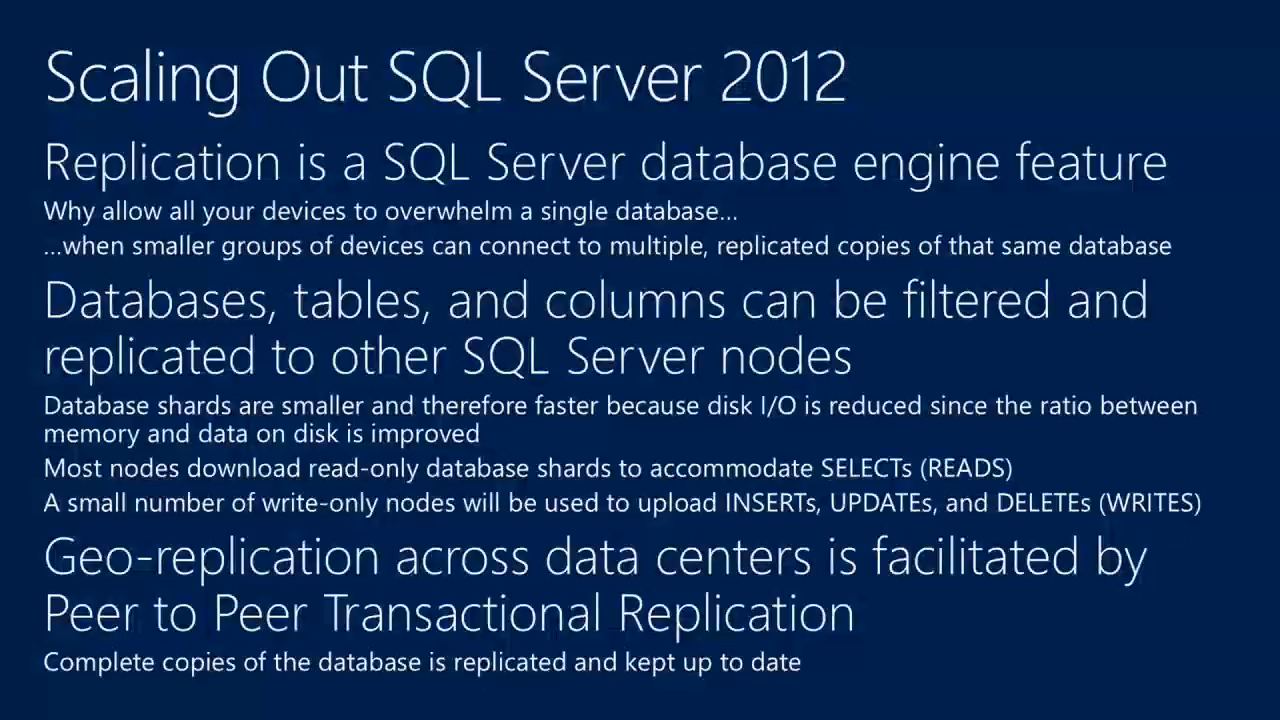 Scaling Out SQL Server 2012
Replication is a SQL Server database engine feature
Why allow all your devices to overwhelm a single database...
...when smaller groups of devices can connect to multiple, replicated copies of that same database
Databases, tables, and columns can be filtered and
replicated to other SQL Server nodes
Database shards are smaller and therefore faster because disk I/O is reduced since the ratio between
memory and data on disk is improved
Most nodes download read-only database shards to accommodate SELECTs (READS)
A small number of write-only nodes will be used to upload INSERTs, UPDATEs, and DELETEs (WRITES)
Geo-replication across data centers is facilitated by
Peer to Peer Transactional Replication
Complete copies of the database is replicated and kept up to date